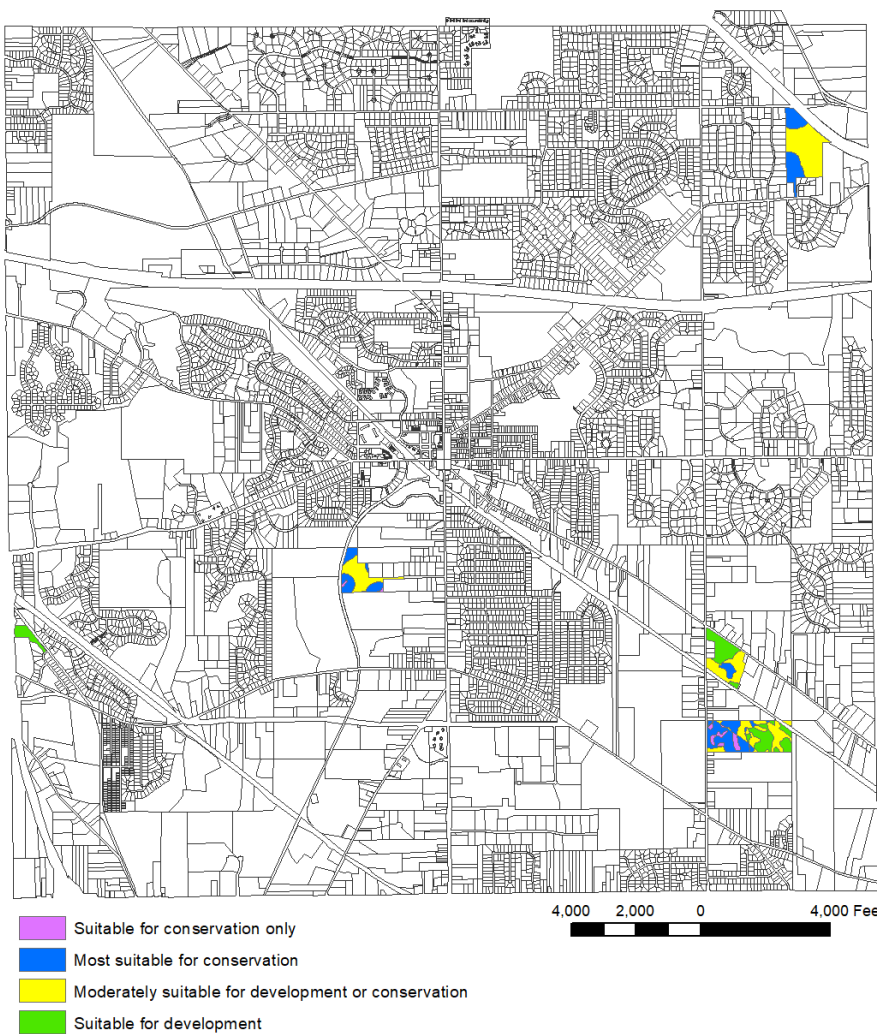 4,000 2,000 0 4,000 Fee
Suitable for conservation only
Most suitable for conservation
Moderately suitable for development or conservation
Suitable for development